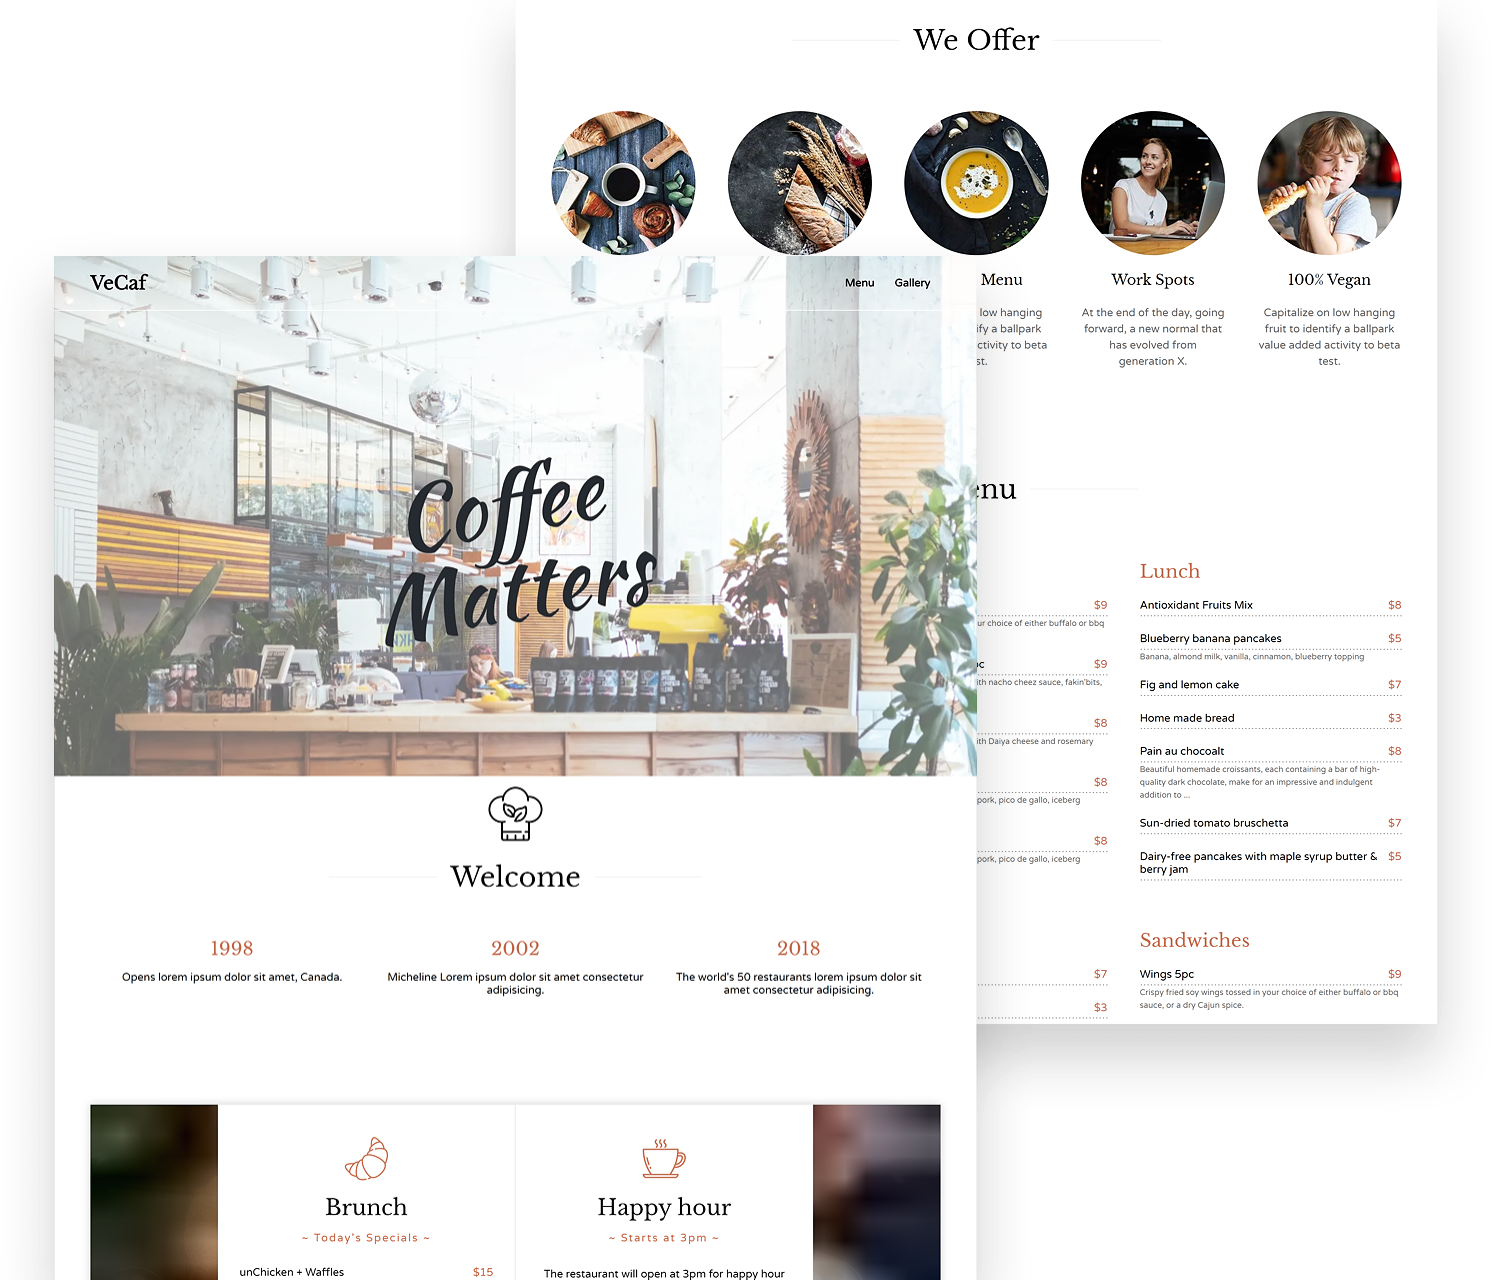 We Offer
Menu
Work Spots
100% Vegan
low hanging
ify a ballpark
ctivity to beta
st.
At the end of the day, going
forward, a new normal that
has evolved from
generation X.
Capitalize on low hanging
fruit to identify a ballpark
value added activity to beta
test.
enu
$9
ur choice of either buffalo or bbq
oc $9
ith nacho cheez sauce, fakin'bits,
$8
ith Daiya cheese and rosemary
$8
pork, pico de gallo, iceberg
$8
pork, pico de gallo, iceberg
$7
$3
Lunch
Antioxidant Fruits Mix $8
Blueberry banana pancakes $5
Banana, almond milk, vanilla, cinnamon, blueberry topping
Fig and lemon cake $7
Home made bread $3
Pain au chocoalt $8
Beautiful homemade croissants, each containing a bar of high-
quality dark chocolate, make for an impressive and indulgent
addition to ...
Sun-dried tomato bruschetta $7
Dairy-free pancakes with maple syrup butter & $5
berry jam
Sandwiches
Wings 5pc $9
Crispy fried soy wings tossed in your choice of either buffalo or bbq
sauce, or a dry Cajun spice.
VeCaf
Menu Gallery
Coffee
Matters
Welcome
1998
Opens lorem ipsum dolor sit amet, Canada.
2002
Micheline Lorem ipsum dolor sit amet consectetur
adipisicing.
2018
The world's 50 restaurants lorem ipsum dolor sit
amet consectetur adipisicing.
Brunch
~ Today's Specials ~
unChicken + Waffles $15
Happy hour
~ Starts at 3pm ~
The restaurant will open at 3pm for happy hour